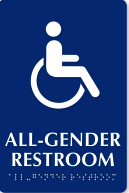 ALL-GENDER
RESTROOM
⠁⠇⠇⠤⠛⠑⠝⠙⠑⠗ ⠗⠑⠎⠞⠗⠕⠕⠍